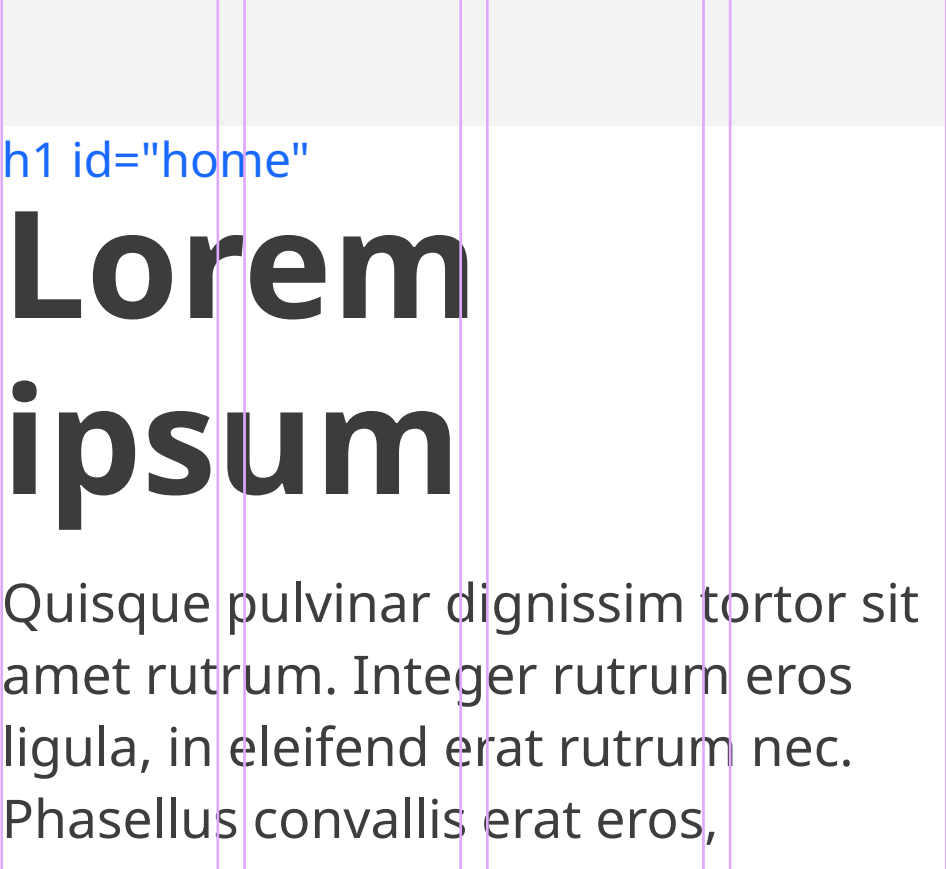 h1 id="home"
Lorem
ipsum
Quisque pulvinar dignissim tortor sit
amet rutrum. Integer rutrum eros
ligula, in eleifend erat rutrum nec.
Phasellus convallis erat eros,